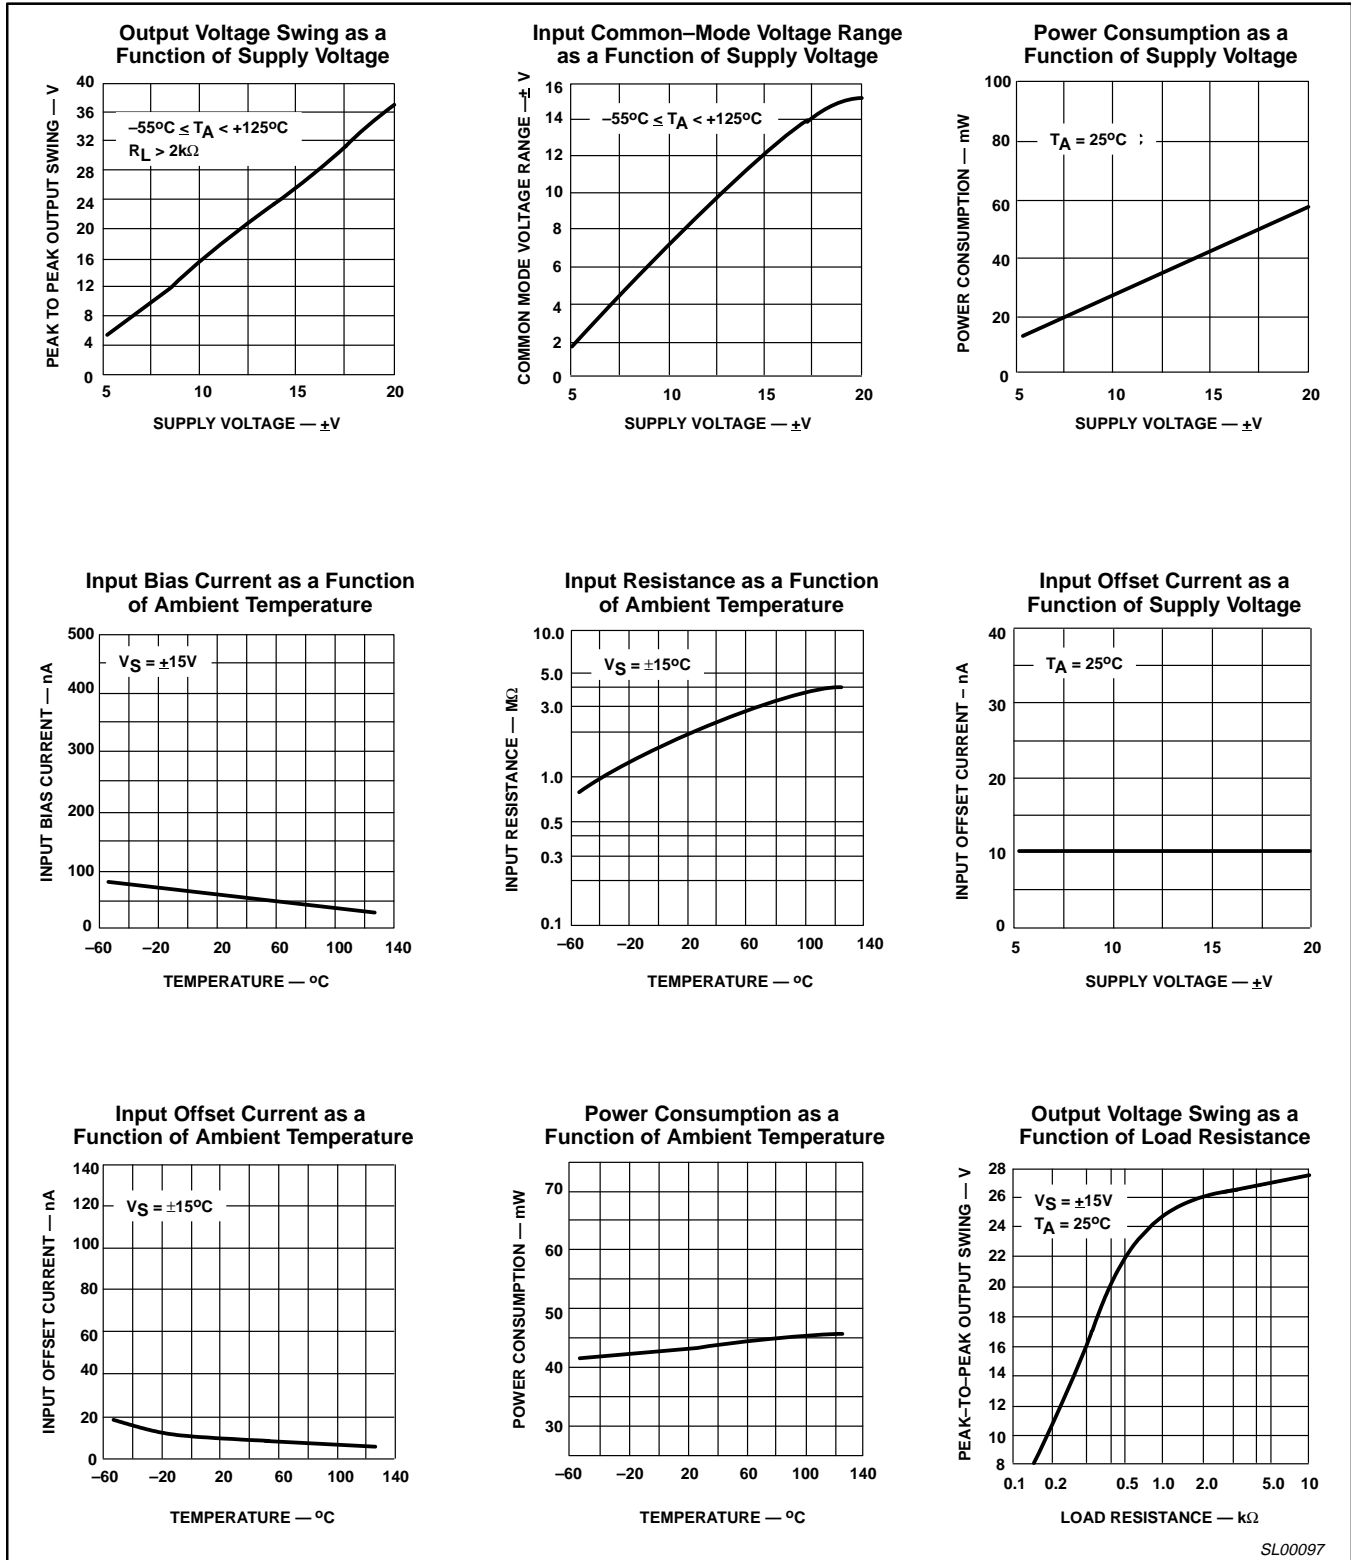 Output Voltage Swing as a
Function of Supply Voltage
PEAK TO PEAK OUTPUT SWING — V
40
36
32
28
24
20
16
12
8
4
0
–55°C ≤ TA < +125°C
RL > 2kΩ
5 10 15 20
SUPPLY VOLTAGE — ±V
Input Common–Mode Voltage Range
as a Function of Supply Voltage
COMMON MODE VOLTAGE RANGE — ± V
16
14
12
10
8
6
4
2
0
–55°C ≤ TA < +125°C
5 10 15 20
SUPPLY VOLTAGE — ±V
Power Consumption as a
Function of Supply Voltage
POWER CONSUMPTION — mW
100
80
60
40
20
0
TA = 25°C :
5 10 15 20
SUPPLY VOLTAGE — ±V
Input Bias Current as a Function
of Ambient Temperature
INPUT BIAS CURRENT — nA
500
400
300
200
100
0
VS = ±15V
–60 –20 20 60 100 140
TEMPERATURE — °C
Input Resistance as a Function
of Ambient Temperature
INPUT RESISTANCE — MΩ
10.0
5.0
3.0
1.0
0.5
0.3
0.1
VS = ±15°C
–60 –20 20 60 100 140
TEMPERATURE — °C
Input Offset Current as a
Function of Supply Voltage
INPUT OFFSET CURRENT – nA
40
30
20
10
0
TA = 25°C
5 10 15 20
SUPPLY VOLTAGE — ±V
Input Offset Current as a
Function of Ambient Temperature
INPUT OFFSET CURRENT — nA
140
120
100
80
60
40
20
0
VS = ±15°C
–60 –20 20 60 100 140
TEMPERATURE — °C
Power Consumption as a
Function of Ambient Temperature
POWER CONSUMPTION — mW
70
60
50
40
30
–60 –20 20 60 100 140
TEMPERATURE — °C
Output Voltage Swing as a
Function of Load Resistance
PEAK–TO–PEAK OUTPUT SWING — V
28
26
24
22
20
18
16
14
12
10
8
VS = ±15V
TA = 25°C
0.1 0.2 0.5 1.0 2.0 5.0 10
LOAD RESISTANCE — kΩ
SL00097